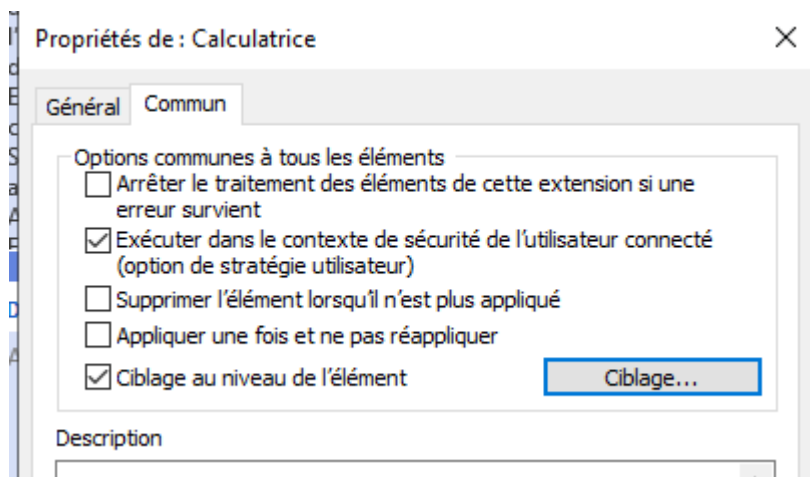 Propriétés de : Calculatrice
Général
Commun
Options communes à tous les éléments
Arrêter le traitement des éléments de cette extension si une
erreur survient
Exécuter dans le contexte de sécurité de l’utilisateur connecté
(option de stratégie utilisateur)
Supprimer l’élément lorsqu’il n’est plus appliqué
Appliquer une fois et ne pas réappliquer
Ciblage au niveau de l’élément
Ciblage...
Description